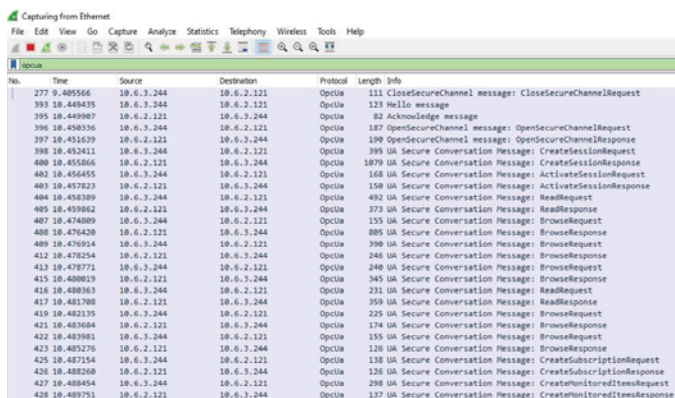 Capturing from Ethernet
File Edit View Go Capture Analyze Statistics Telephony Wireless Tools Help
opcua
No. Time Source Destination Protocol Length Info
277 9.405566 10.6.3.244 10.6.2.121 OpcUa 111 CloseSecureChannel message: CloseSecureChannelRequest
393 10.449435 10.6.3.244 10.6.2.121 OpcUa 123 Hello message
395 10.449907 10.6.2.121 10.6.3.244 OpcUa 82 Acknowledge message
396 10.450336 10.6.3.244 10.6.2.121 OpcUa 187 OpenSecureChannel message: OpenSecureChannelRequest
397 10.451639 10.6.2.121 10.6.3.244 OpcUa 190 OpenSecureChannel message: OpenSecureChannelResponse
398 10.452411 10.6.3.244 10.6.2.121 OpcUa 395 UA Secure Conversation Message: CreateSessionRequest
400 10.455866 10.6.2.121 10.6.3.244 OpcUa 1079 UA Secure Conversation Message: CreateSessionResponse
402 10.456455 10.6.3.244 10.6.2.121 OpcUa 168 UA Secure Conversation Message: ActivateSessionRequest
403 10.457823 10.6.2.121 10.6.3.244 OpcUa 150 UA Secure Conversation Message: ActivateSessionResponse
404 10.458389 10.6.3.244 10.6.2.121 OpcUa 492 UA Secure Conversation Message: ReadRequest
405 10.459862 10.6.2.121 10.6.3.244 OpcUa 373 UA Secure Conversation Message: ReadResponse
407 10.474809 10.6.3.244 10.6.2.121 OpcUa 155 UA Secure Conversation Message: BrowseRequest
408 10.476420 10.6.2.121 10.6.3.244 OpcUa 805 UA Secure Conversation Message: BrowseResponse
409 10.476914 10.6.3.244 10.6.2.121 OpcUa 390 UA Secure Conversation Message: BrowseRequest
412 10.478254 10.6.2.121 10.6.3.244 OpcUa 246 UA Secure Conversation Message: BrowseResponse
413 10.478771 10.6.3.244 10.6.2.121 OpcUa 240 UA Secure Conversation Message: BrowseRequest
415 10.480019 10.6.2.121 10.6.3.244 OpcUa 345 UA Secure Conversation Message: BrowseResponse
416 10.480363 10.6.3.244 10.6.2.121 OpcUa 231 UA Secure Conversation Message: ReadRequest
417 10.481708 10.6.2.121 10.6.3.244 OpcUa 359 UA Secure Conversation Message: ReadResponse
419 10.482135 10.6.3.244 10.6.2.121 OpcUa 225 UA Secure Conversation Message: BrowseRequest
421 10.483684 10.6.2.121 10.6.3.244 OpcUa 174 UA Secure Conversation Message: BrowseResponse
422 10.483981 10.6.3.244 10.6.2.121 OpcUa 155 UA Secure Conversation Message: BrowseRequest
423 10.485276 10.6.2.121 10.6.3.244 OpcUa 126 UA Secure Conversation Message: BrowseResponse
425 10.487154 10.6.3.244 10.6.2.121 OpcUa 138 UA Secure Conversation Message: CreateSubscriptionRequest
426 10.488260 10.6.2.121 10.6.3.244 OpcUa 126 UA Secure Conversation Message: CreateSubscriptionResponse
427 10.488454 10.6.3.244 10.6.2.121 OpcUa 298 UA Secure Conversation Message: CreateMonitoredItemsRequest
428 10.489751 10.6.2.121 10.6.3.244 OpcUa 137 UA Secure Conversation Message: CreateMonitoredItemsResponse